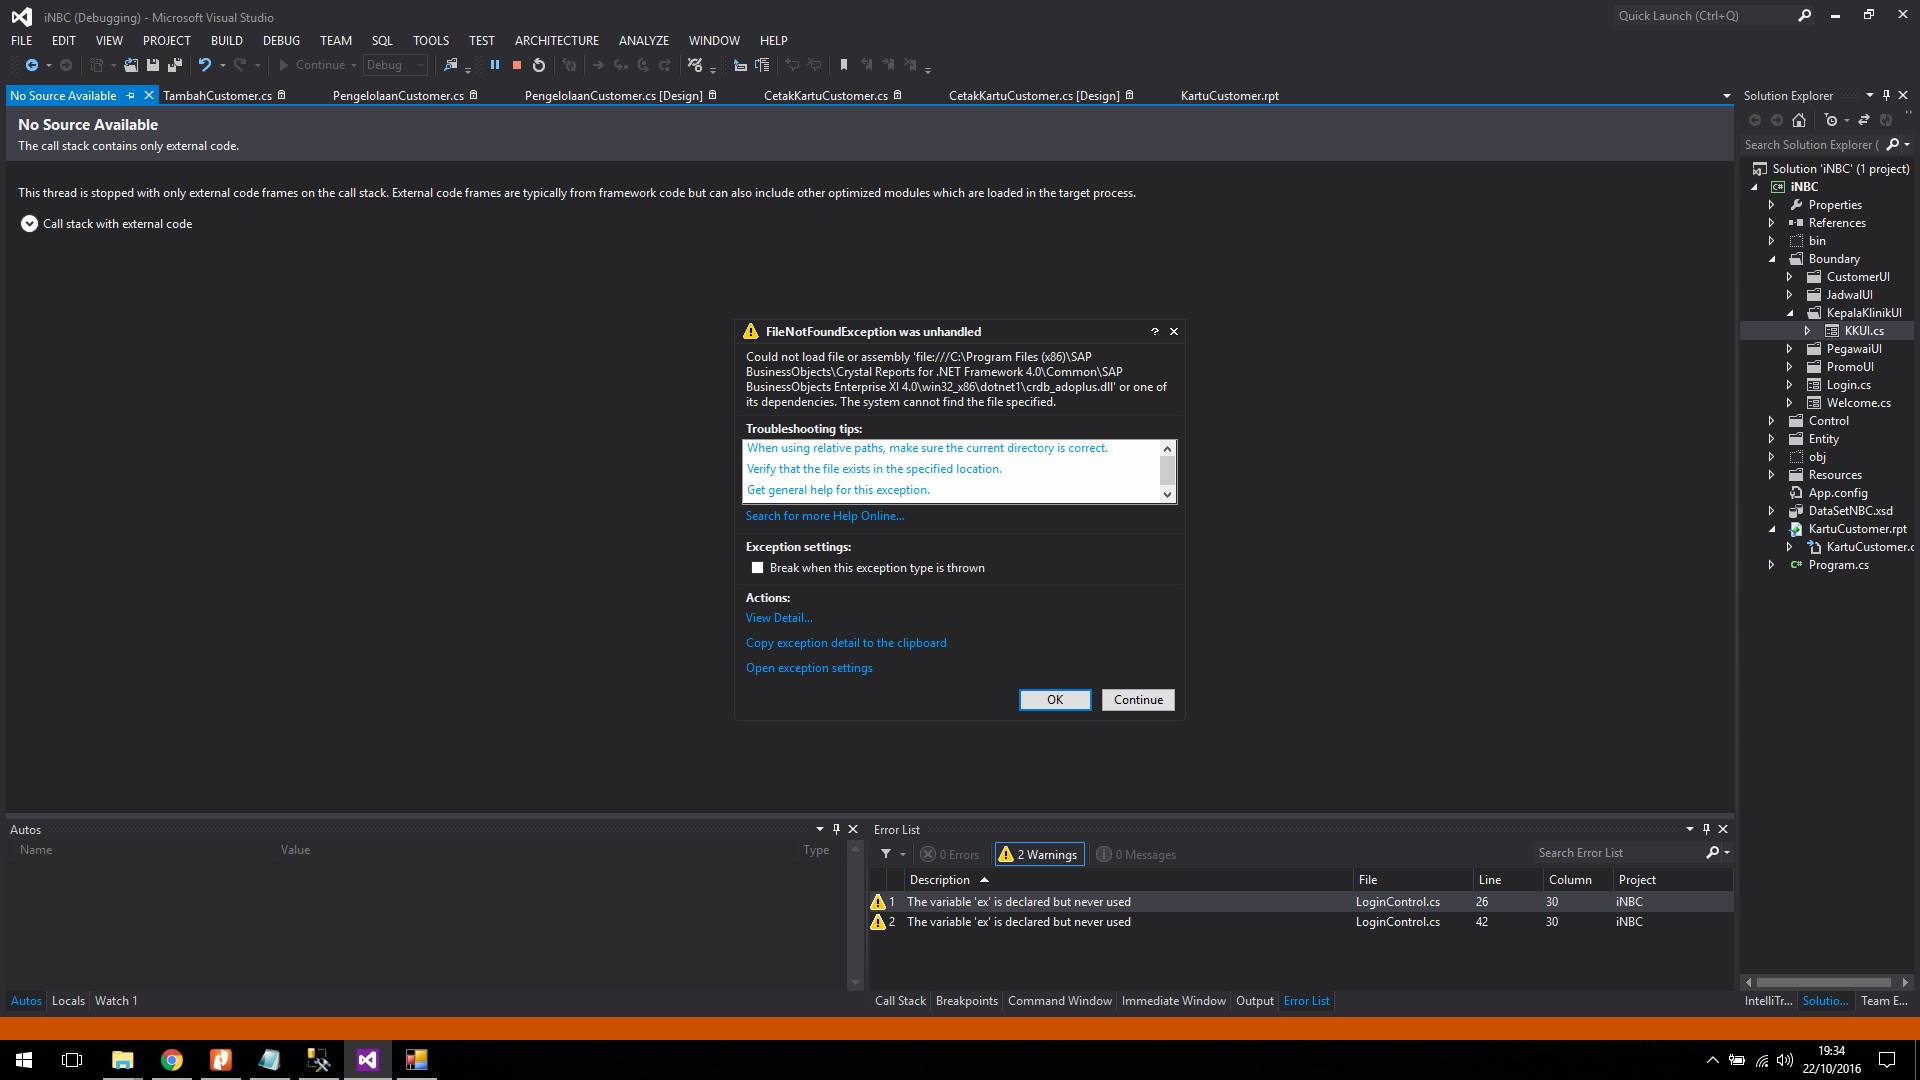 iNBC (Debugging) - Microsoft Visual Studio
Quick Launch (Ctrl+Q)
FILE EDIT VIEW PROJECT BUILD DEBUG TEAM SQL TOOLS TEST ARCHITECTURE ANALYZE WINDOW HELP
Continue Debug
No Source Available TambahCustomer.cs PengelolaanCustomer.cs PengelolaanCustomer.cs [Design] CetakKartuCustomer.cs CetakKartuCustomer.cs [Design] KartuCustomer.rpt
No Source Available
The call stack contains only external code.
This thread is stopped with only external code frames on the call stack. External code frames are typically from framework code but can also include other optimized modules which are loaded in the target process.
Call stack with external code
FileNotFoundException was unhandled
Could not load file or assembly 'file:///C:\Program Files (x86)\SAP
BusinessObjects\Crystal Reports for .NET Framework 4.0\Common\SAP
BusinessObjects Enterprise XI 4.0\win32_x86\dotnet1\crdb_adoplus.dll' or one of
its dependencies. The system cannot find the file specified.
Troubleshooting tips:
When using relative paths, make sure the current directory is correct.
Verify that the file exists in the specified location.
Get general help for this exception.
Search for more Help Online...
Exception settings:
Break when this exception type is thrown
Actions:
View Detail...
Copy exception detail to the clipboard
Open exception settings
OK Continue
Solution Explorer
Search Solution Explorer (
Solution 'iNBC' (1 project)
iNBC
Properties
References
bin
Boundary
CustomerUI
JadwalUI
KepalaKlinikUI
KKUI.cs
PegawaiUI
PromoUI
Login.cs
Welcome.cs
Control
Entity
obj
Resources
App.config
DataSetNBC.xsd
KartuCustomer.rpt
KartuCustomer.c
Program.cs
IntelliTr... Solutio... Team E...
Autos
Name Value Type
Autos Locals Watch 1
Error List
0 Errors 2 Warnings 0 Messages
Search Error List
Description File Line Column Project
1 The variable 'ex' is declared but never used LoginControl.cs 26 30 iNBC
2 The variable 'ex' is declared but never used LoginControl.cs 42 30 iNBC
Call Stack Breakpoints Command Window Immediate Window Output Error List
19:34
22/10/2016